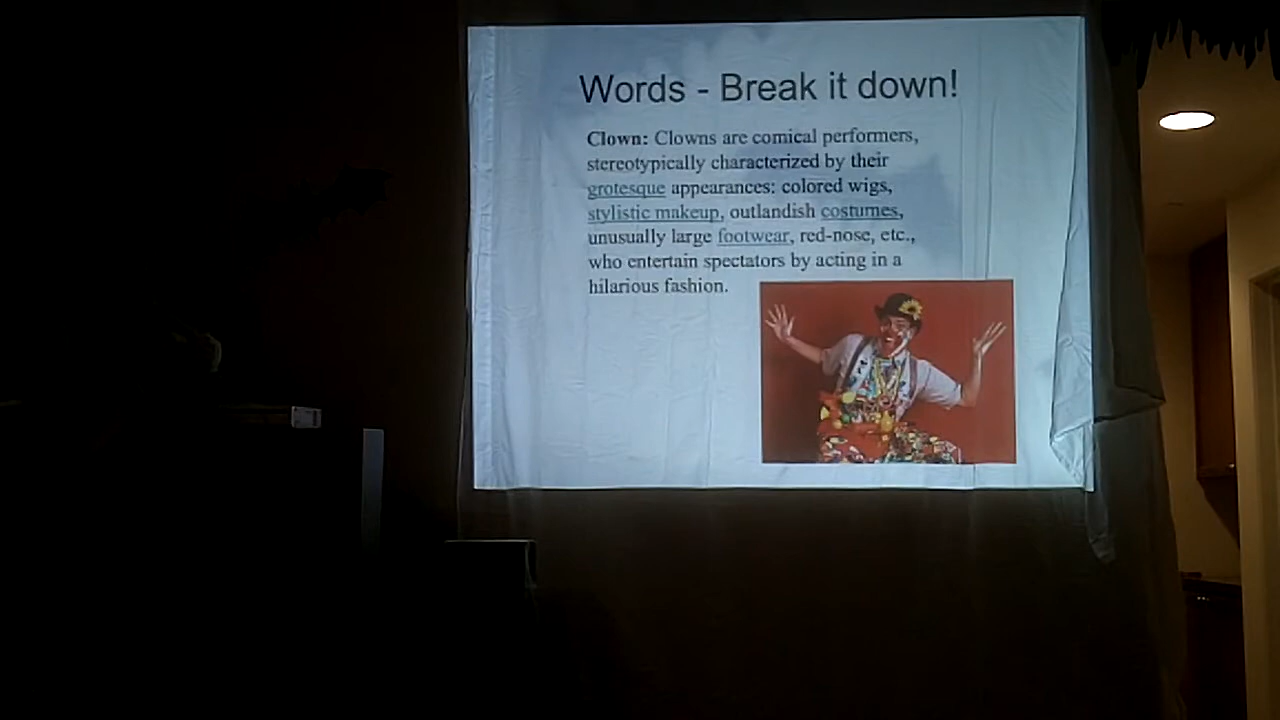 Words - Break it down!
Clown: Clowns are comical performers,
stereotypically characterized by their
grotesque appearances: colored wigs,
stylistic makeup, outlandish costumes,
unusually large footwear, red-nose, etc.,
who entertain spectators by acting in a
hilarious fashion.